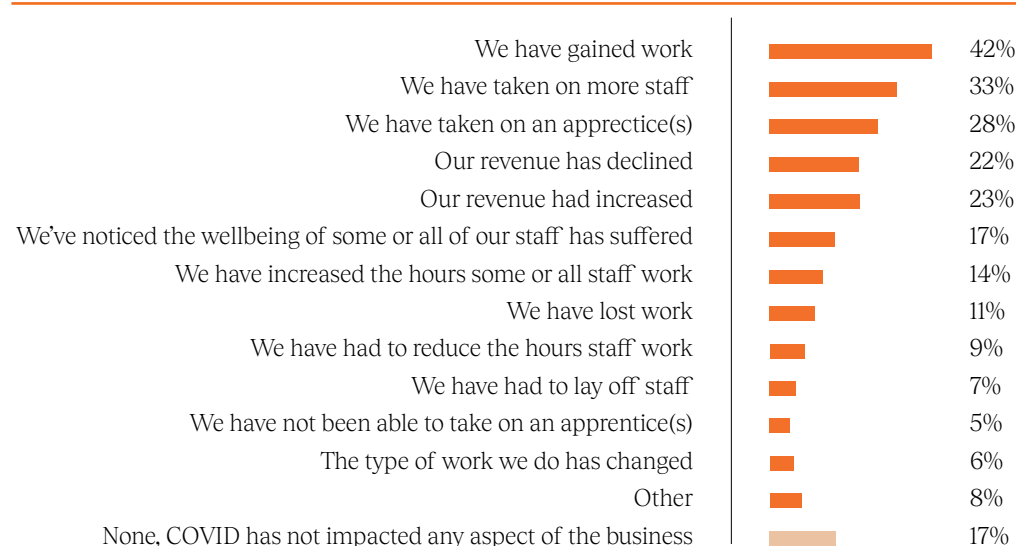 We have gained work 42%
We have taken on more staff 33%
We have taken on an apprectice(s) 28%
Our revenue has declined 22%
Our revenue had increased 23%
We've noticed the wellbeing of some or all of our staff has suffered 17%
We have increased the hours some or all staff work 14%
We have lost work 11%
We have had to reduce the hours staff work 9%
We have had to lay off staff 7%
We have not been able to take on an apprentice(s) 5%
The type of work we do has changed 6%
Other 8%
None, COVID has not impacted any aspect of the business 17%